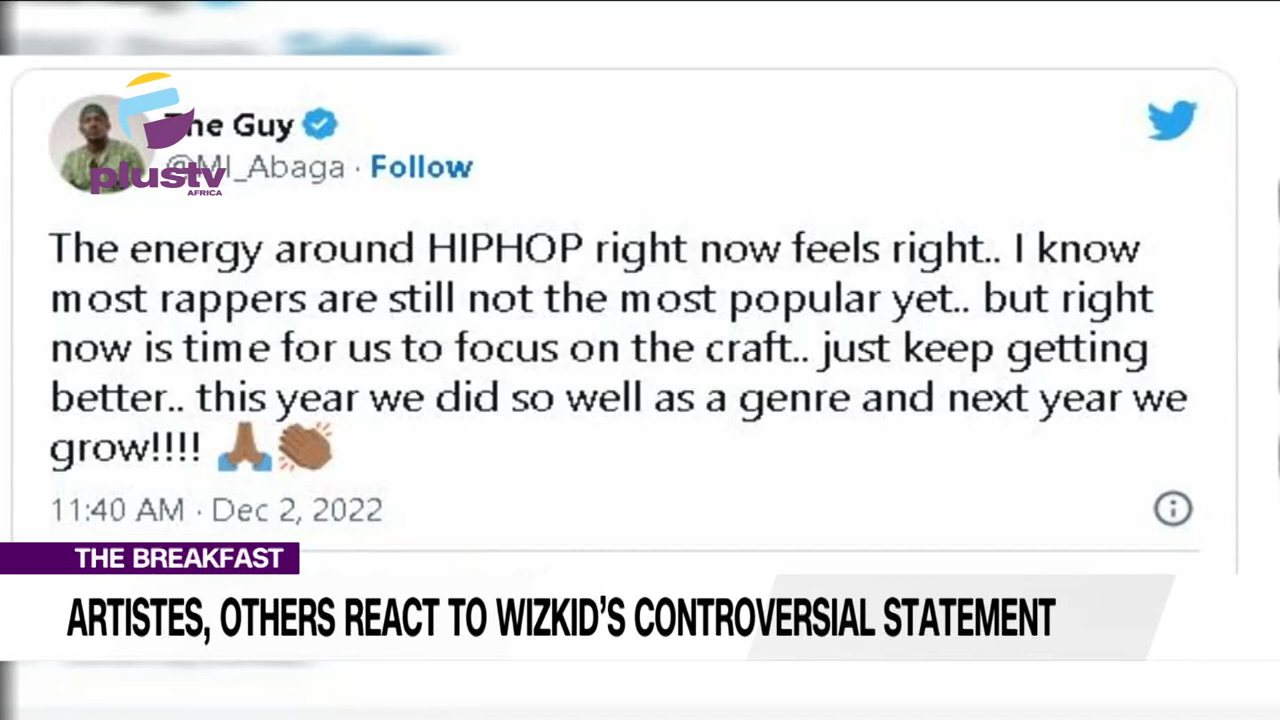 The Guy
plustv
AFRICA
@MI_Abaga · Follow
The energy around HIPHOP right now feels right.. I know
most rappers are still not the most popular yet.. but right
now is time for us to focus on the craft.. just keep getting
better.. this year we did so well as a genre and next year we
grow!!!! 🙏🏾👏🏾
11:40 AM · Dec 2, 2022
THE BREAKFAST
ARTISTES, OTHERS REACT TO WIZKID'S CONTROVERSIAL STATEMENT